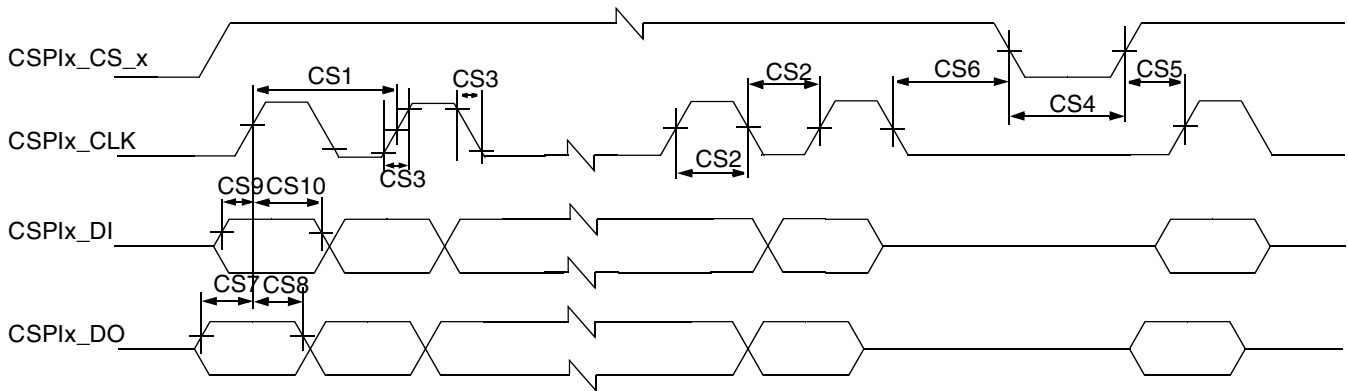 CSPIx_CS_x
CS1
CS3
CS2
CS6
CS5
CS4
CSPIx_CLK
CS3
CS2
CS9
CS10
CSPIx_DI
CS7
CS8
CSPIx_DO